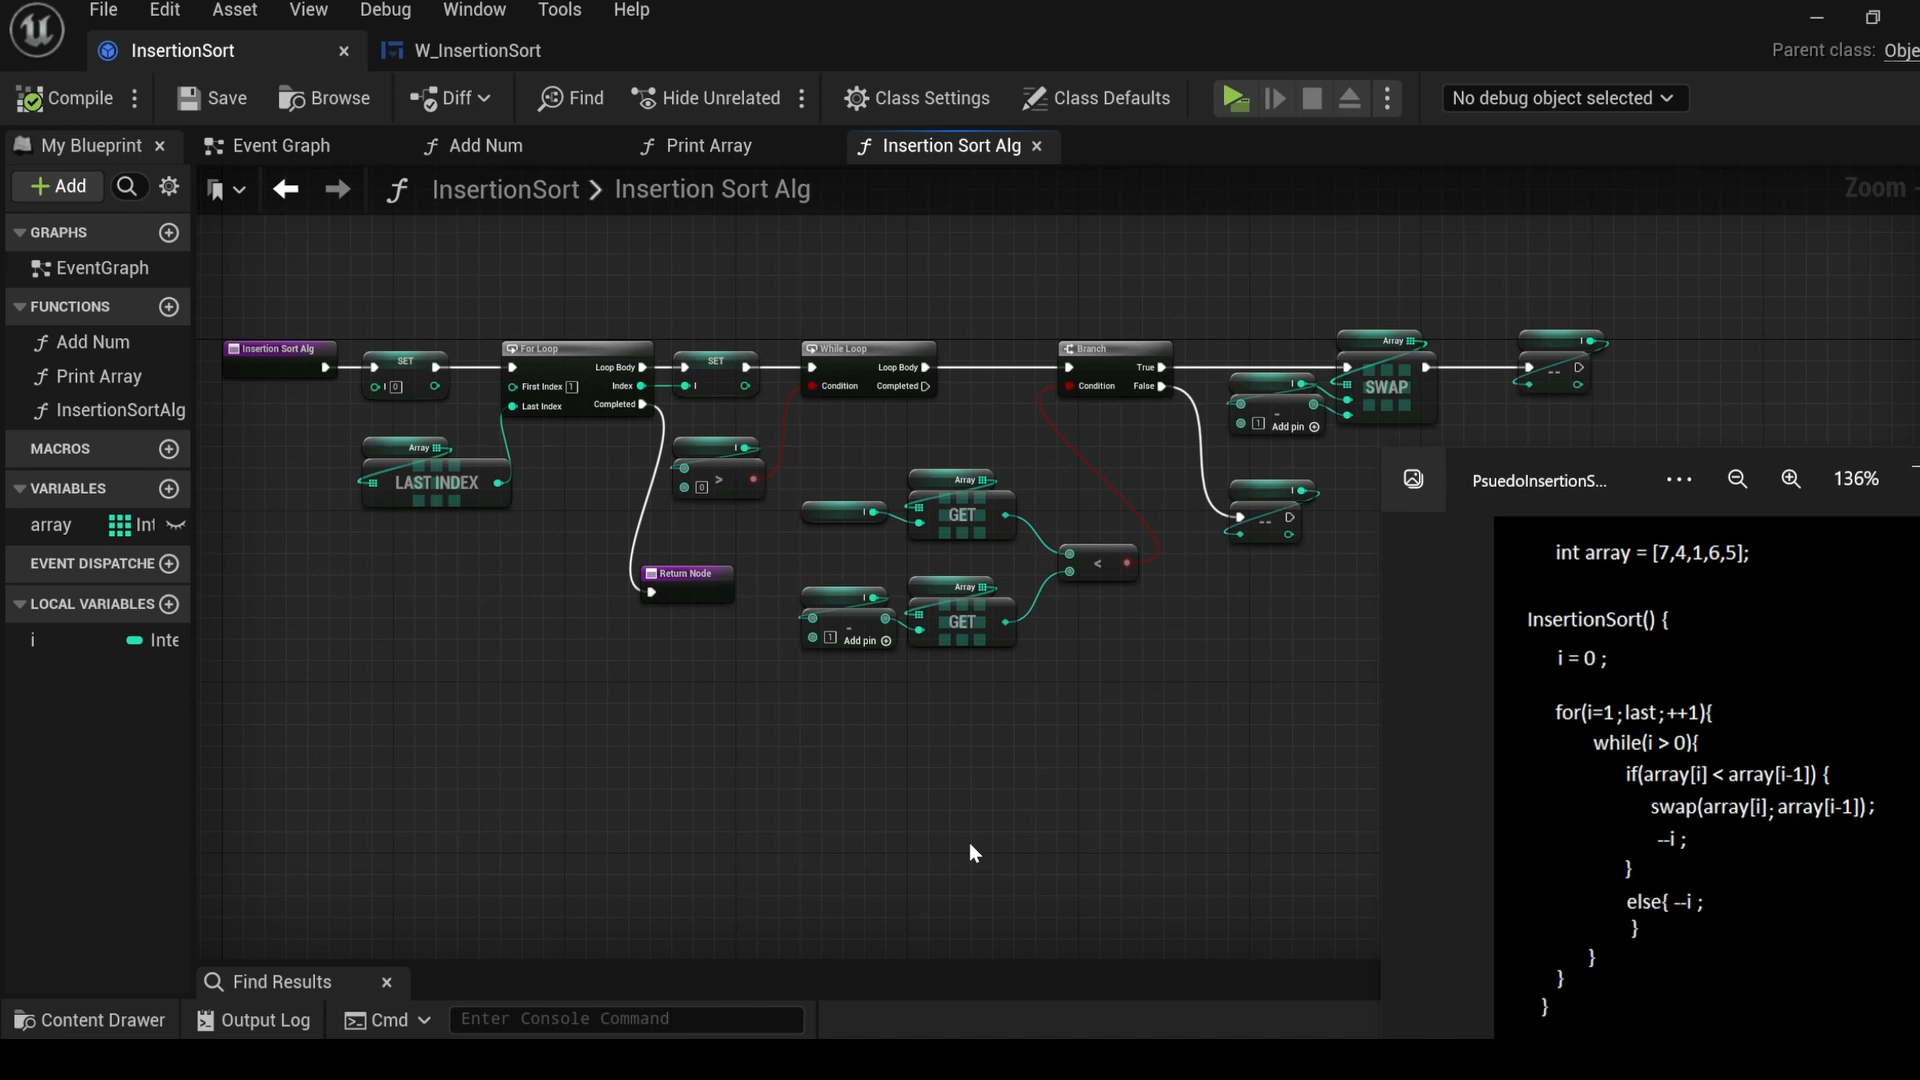 File Edit Asset View Debug Window Tools Help
InsertionSort W_InsertionSort
Parent class: Obje
Compile Save Browse Diff Find Hide Unrelated Class Settings Class Defaults No debug object selected
My Blueprint Event Graph Add Num Print Array Insertion Sort Alg
Add InsertionSort > Insertion Sort Alg Zoom -
GRAPHS
EventGraph
FUNCTIONS
Add Num
Print Array
InsertionSortAlg
MACROS
VARIABLES
array Int
EVENT DISPATCHE
LOCAL VARIABLES
i Inte
Insertion Sort Alg
SET
I 0
Array
LAST INDEX
For Loop
Loop Body
First Index 1 Index
Last Index Completed
SET
I
I
0 >
Return Node
While Loop
Loop Body
Condition Completed
I
Array
GET
I
-
1 Add pin
Array
GET
<
Branch
True
Condition False
I
-
1 Add pin
Array
SWAP
I
--
I
--
PsuedoInsertionS... 136%
int array = [7,4,1,6,5];
InsertionSort() {
i = 0 ;
for(i=1 ; last ; ++1){
while(i > 0){
if(array[i] < array[i-1]) {
swap(array[i] ; array[i-1]) ;
--i ;
}
else{ --i ;
}
}
}
}
Find Results
Content Drawer Output Log Cmd Enter Console Command